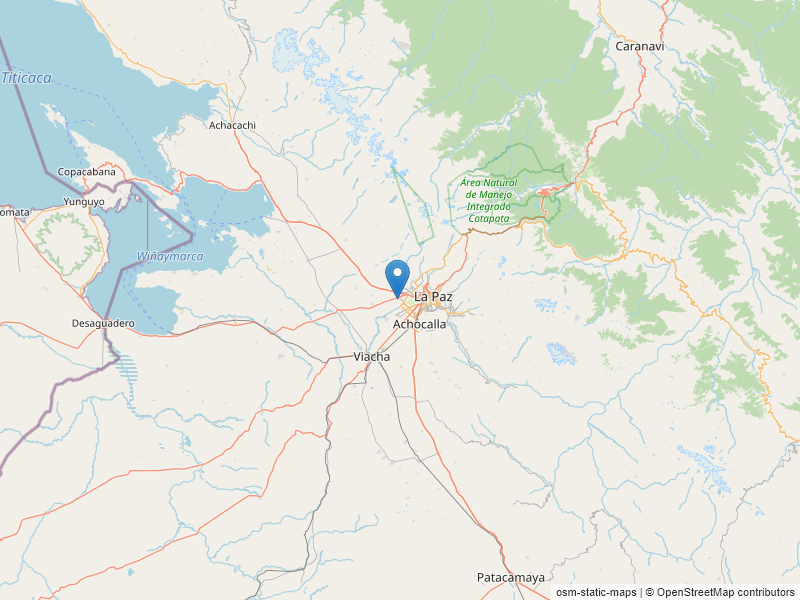 Caranavi
Titicaca
Achacachi
Copacabana
Área Natural
de Manejo
Integrado
Cotapata
Yunguyo
omata
Wiñaymarca
La Paz
Desaguadero
Achocalla
Viacha
Patacamaya
osm-static-maps | © OpenStreetMap contributors